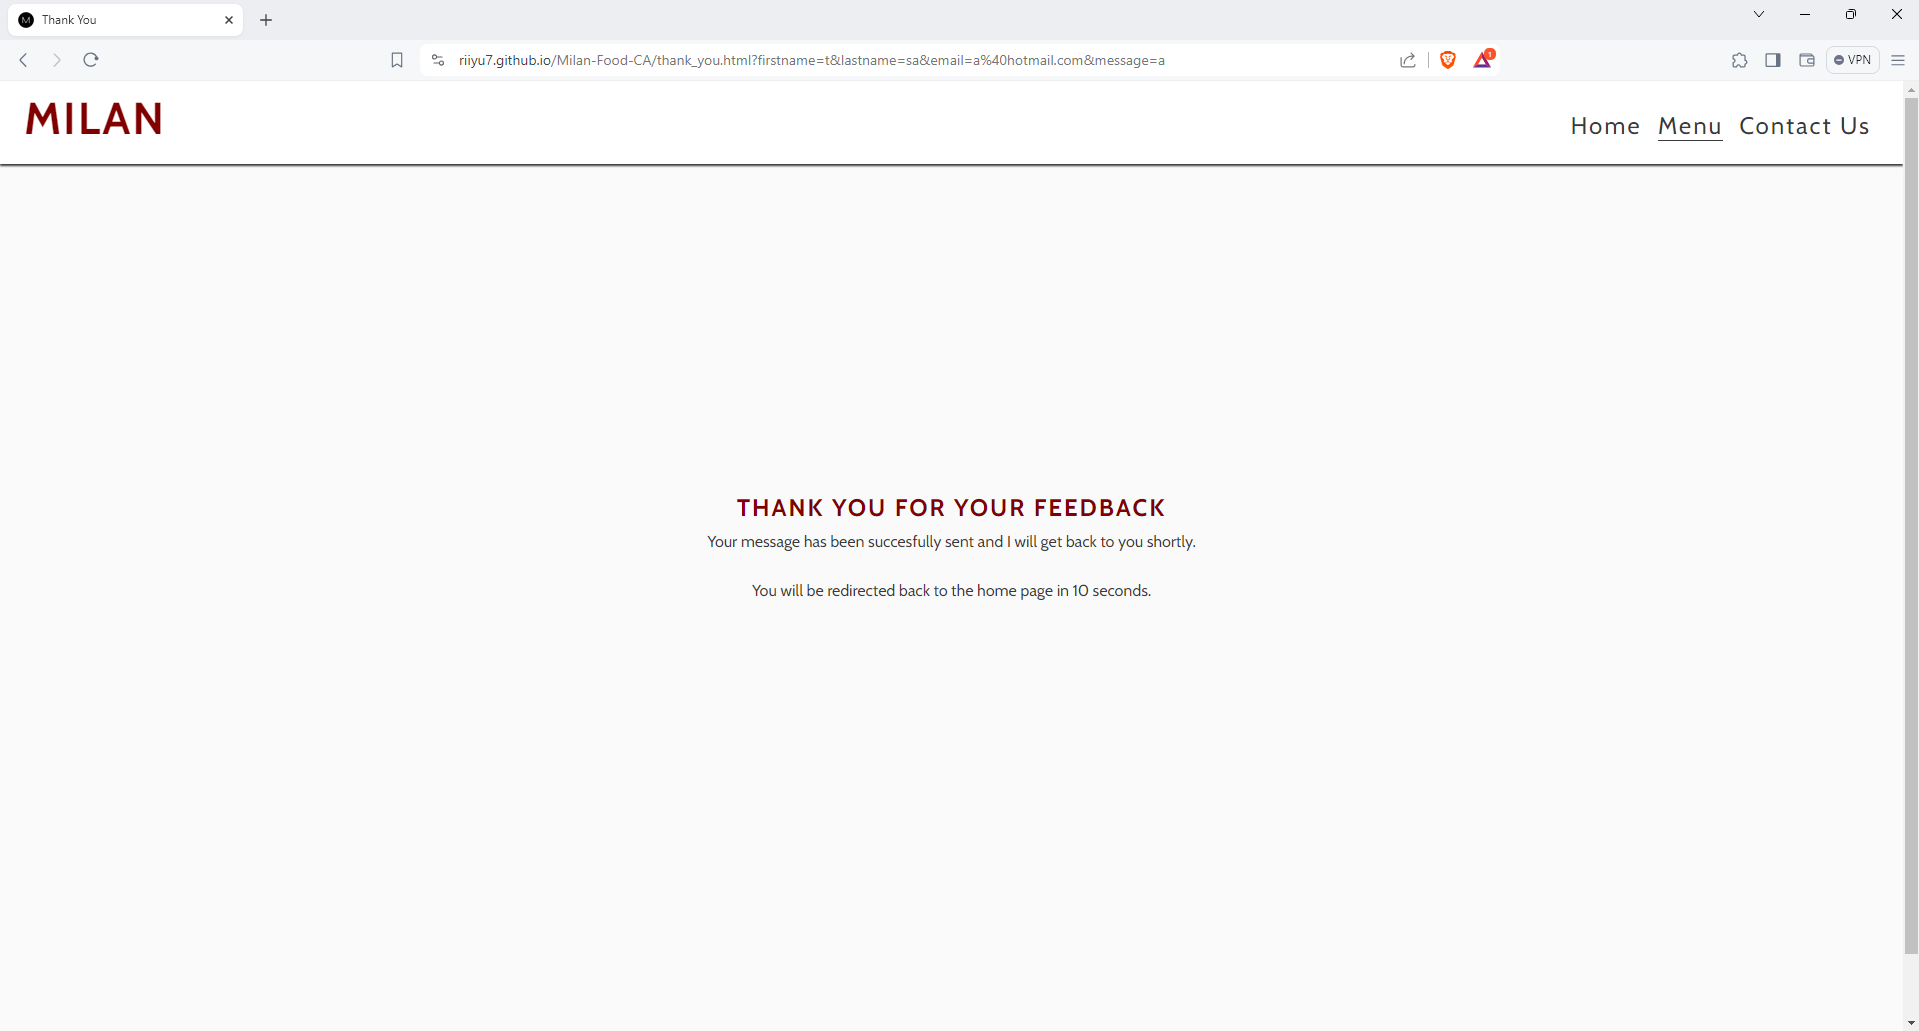 Thank You
riiyu7.github.io/Milan-Food-CA/thank_you.html?firstname=t&lastname=sa&email=a%40hotmail.com&message=a
1
VPN
MILAN
Home Menu Contact Us
THANK YOU FOR YOUR FEEDBACK
Your message has been succesfully sent and I will get back to you shortly.
You will be redirected back to the home page in 10 seconds.